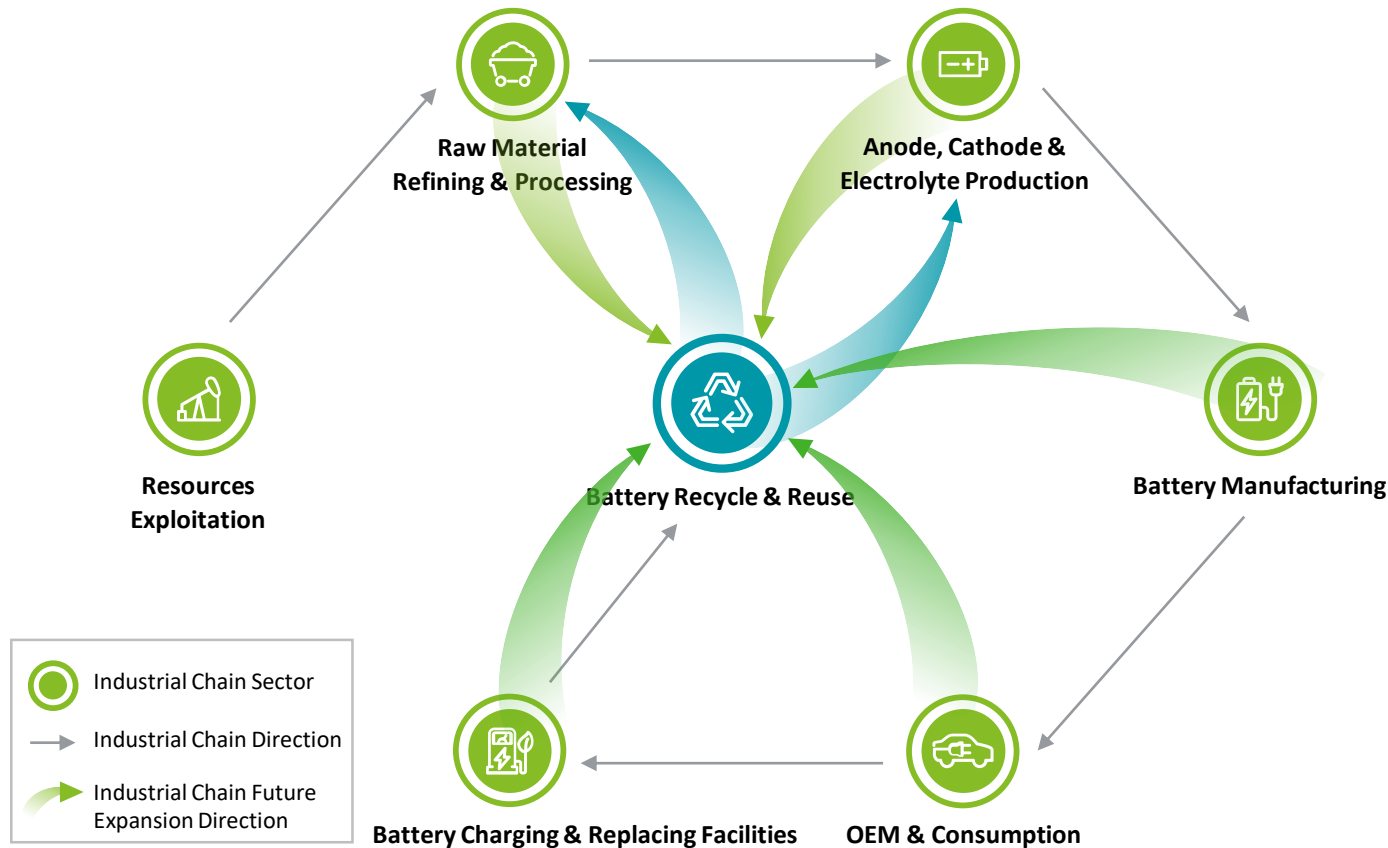 Raw Material
Refining & Processing
Anode, Cathode &
Electrolyte Production
Resources
Exploitation
Battery Recycle & Reuse
Battery Manufacturing
Industrial Chain Sector
Industrial Chain Direction
Industrial Chain Future
Expansion Direction
Battery Charging & Replacing Facilities
OEM & Consumption